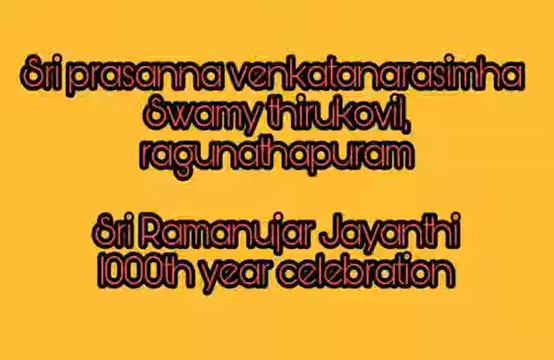 Sri prasanna venkatanarasimha
Swamy thirukovil,
ragunathapuram
Sri Ramanujar Jayanthi
1000th year celebration